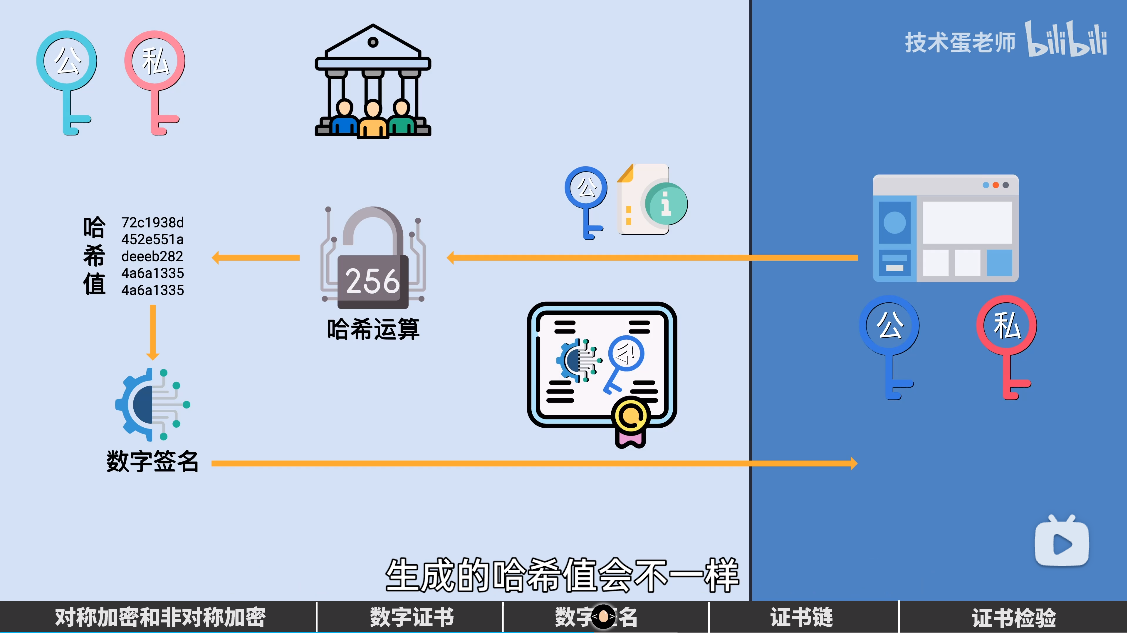 公
私
技术蛋老师 bilibili
公
i
哈希值
72c1938d
452e551a
deeeb282
4a6a1335
4a6a1335
256
哈希运算
公
公
私
数字签名
生成的哈希值会不一样
对称加密和非对称加密
数字证书
数字 名
证书链
证书检验